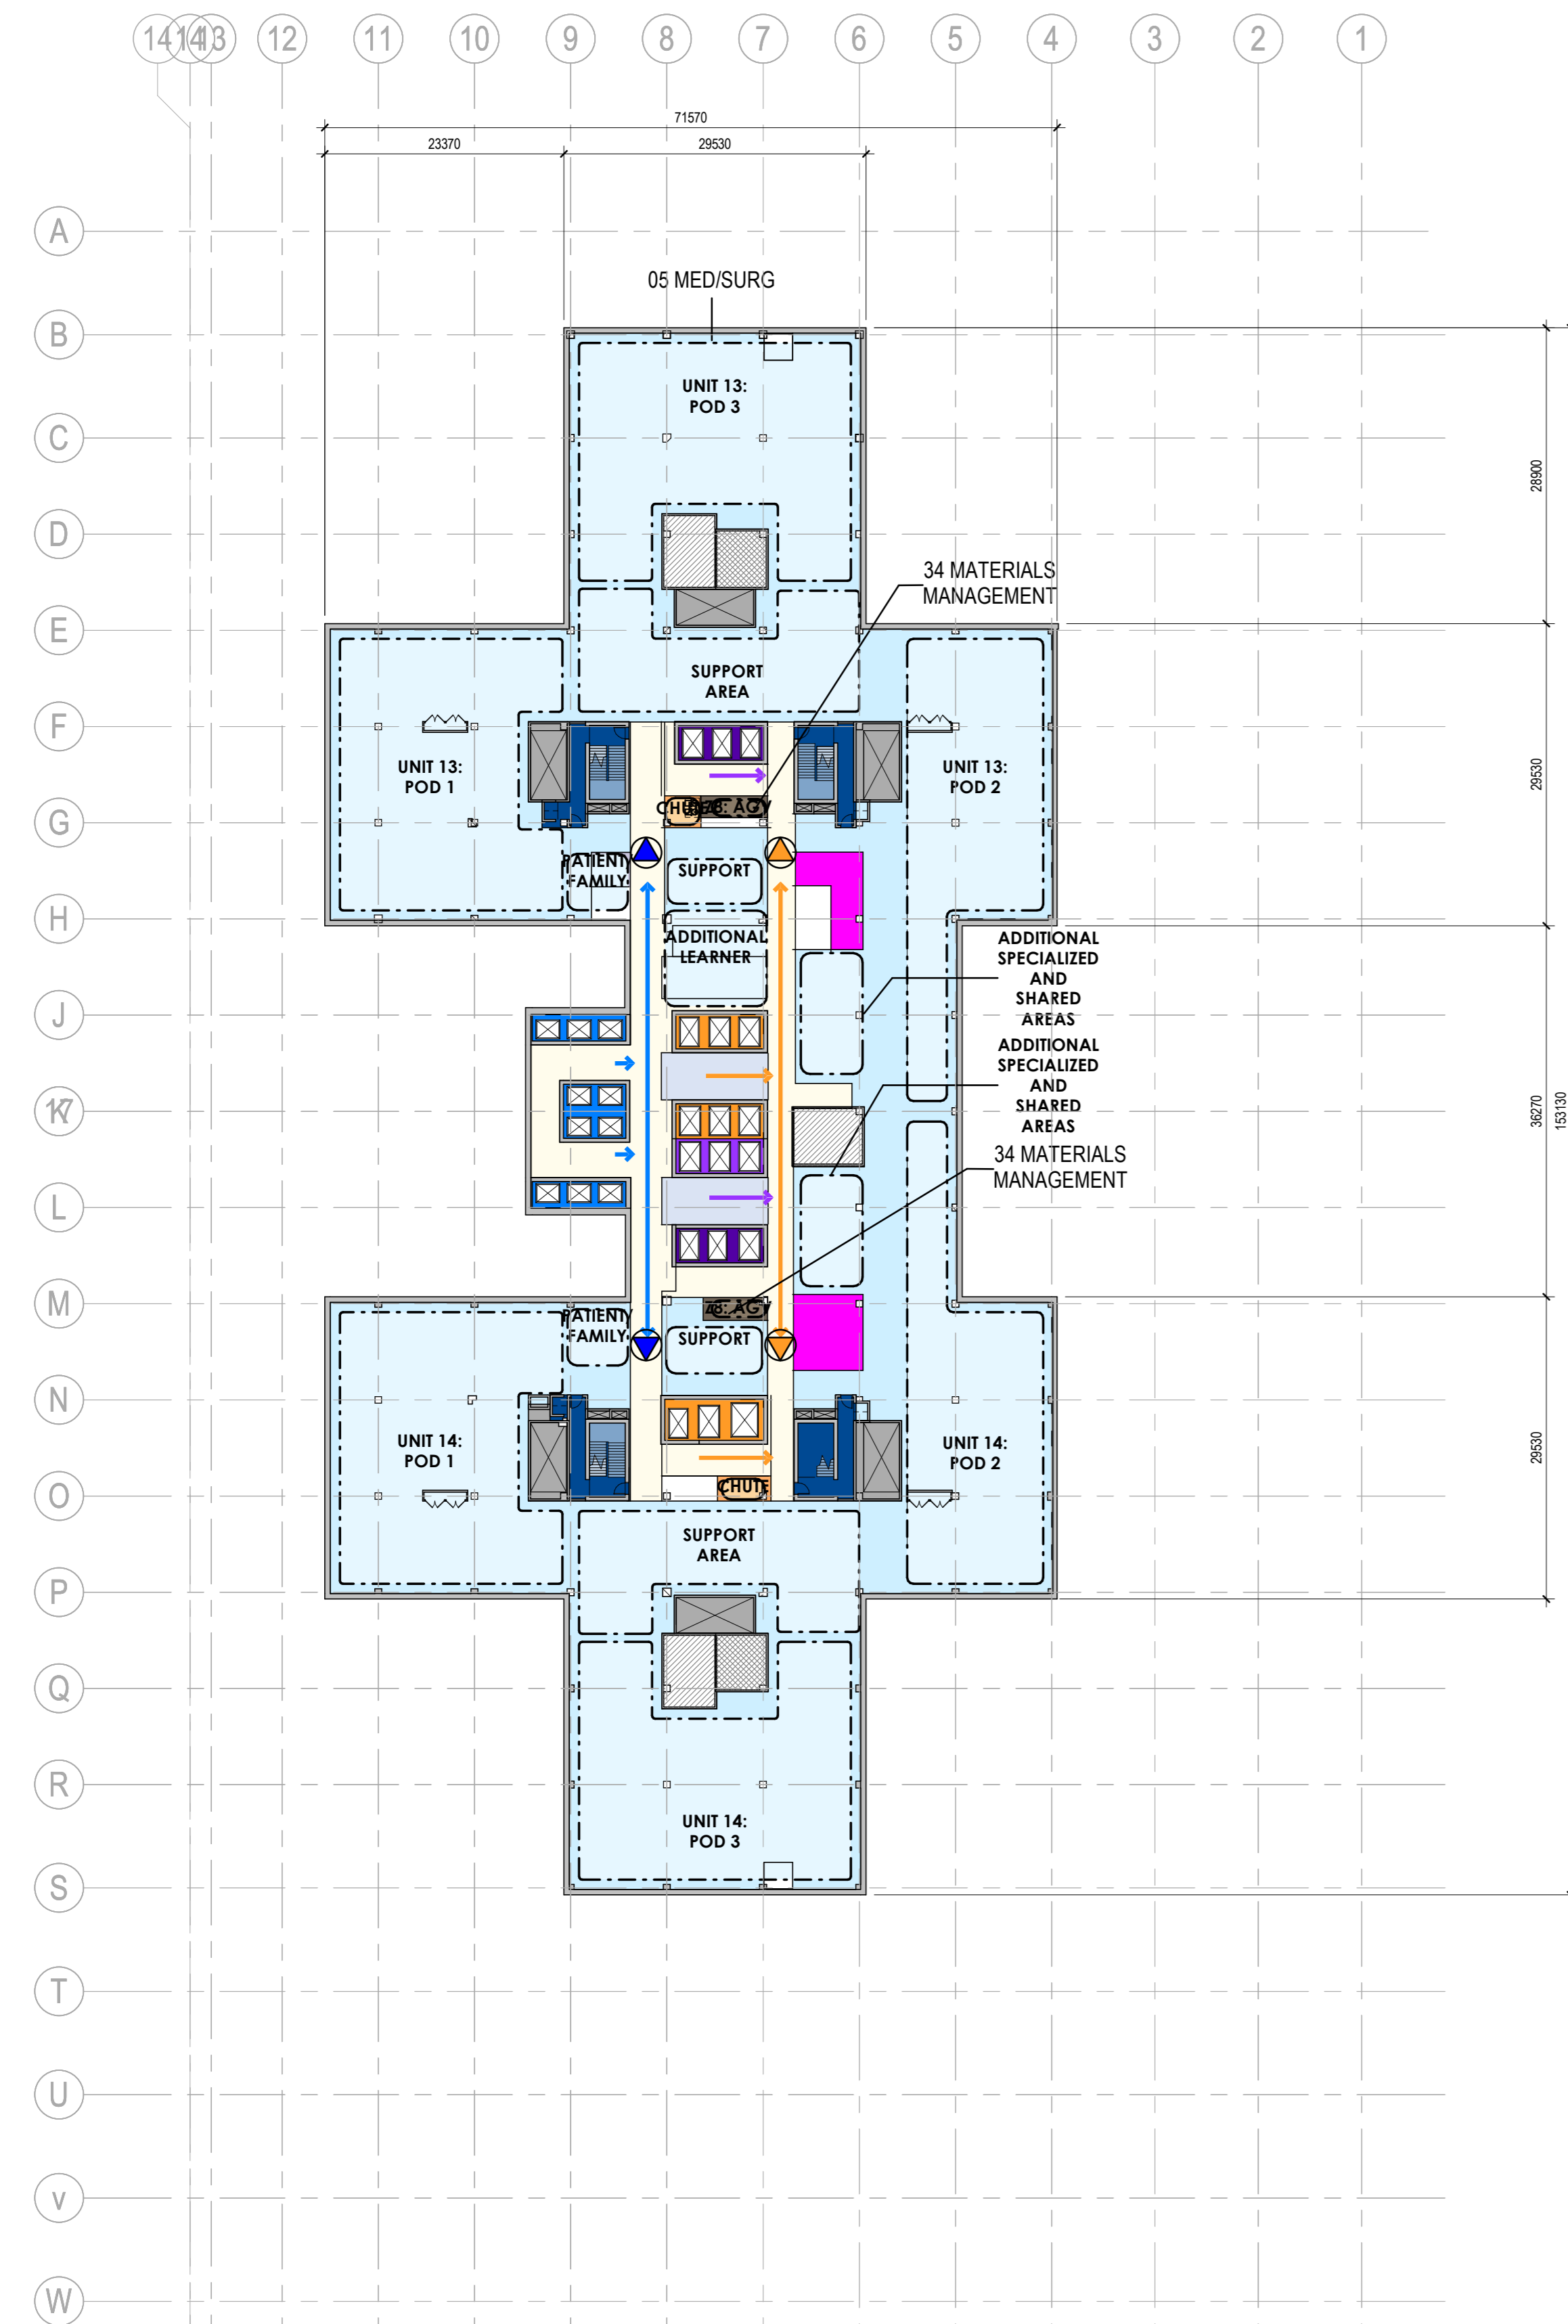 14
14
13
12
11
10
9
8
7
6
5
4
3
2
1
71570
23370
29530
A
05 MED/SURG
B
UNIT 13:
POD 3
C
28900
D
34 MATERIALS
MANAGEMENT
E
SUPPORT
AREA
F
UNIT 13:
POD 1
UNIT 13:
POD 2
29530
CHUTE
AGV
G
PATIENT/
FAMILY
SUPPORT
H
ADDITIONAL
LEARNER
ADDITIONAL
SPECIALIZED
AND
SHARED
AREAS
J
ADDITIONAL
SPECIALIZED
AND
SHARED
AREAS
K
17
36270
153130
34 MATERIALS
MANAGEMENT
L
M
AGV
PATIENT/
FAMILY
SUPPORT
N
UNIT 14:
POD 1
UNIT 14:
POD 2
29530
CHUTE
O
SUPPORT
AREA
P
Q
R
UNIT 14:
POD 3
S
T
U
v
W